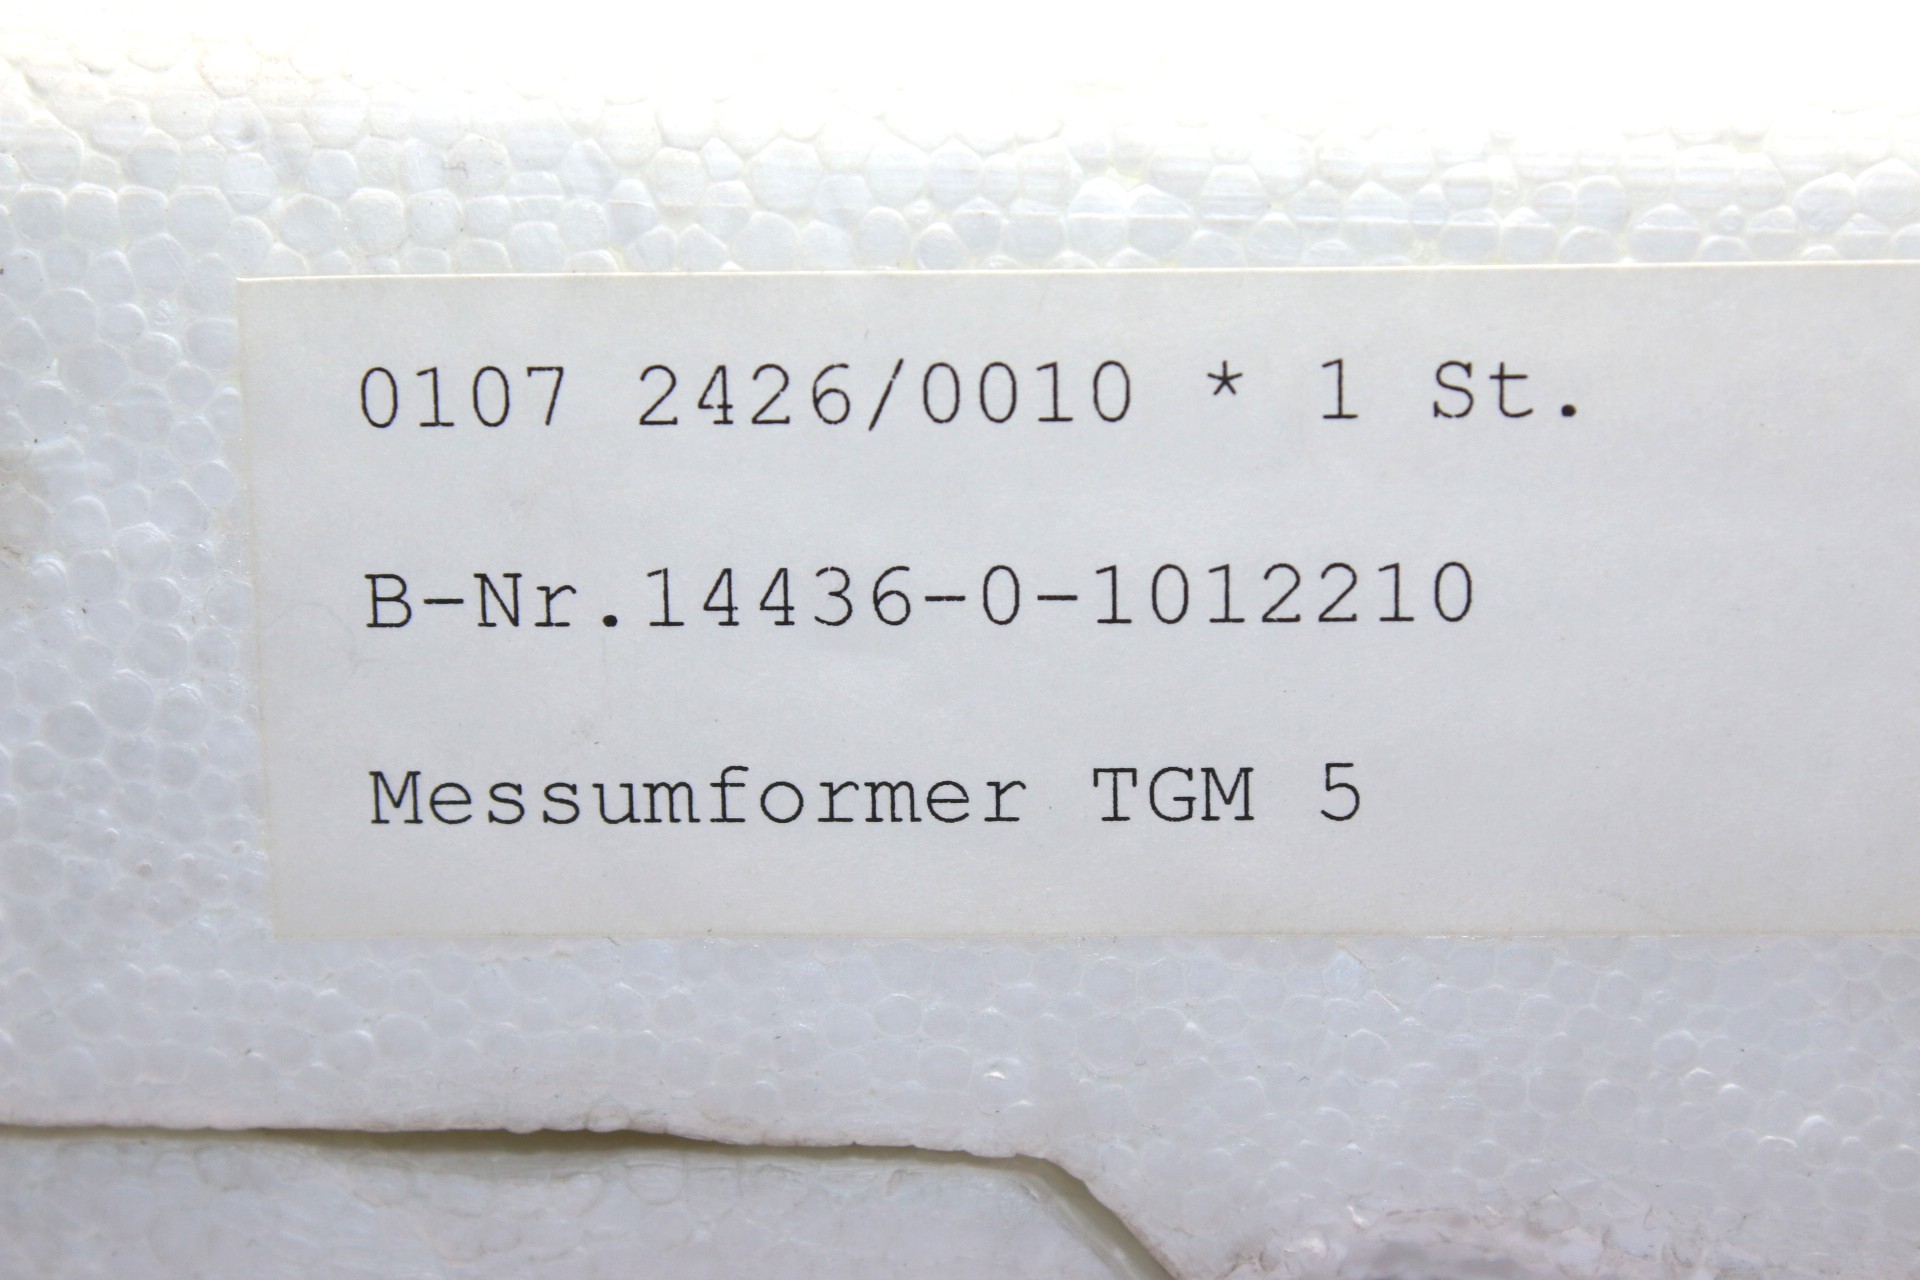 0107 2426/0010 * 1 St.
B-Nr.14436-0-1012210
Messumformer TGM 5